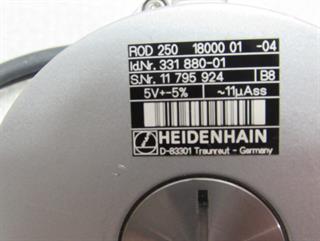 ROD 250 18000 01 -04
Id.Nr. 331 880-01
S.Nr. 11 795 924 B8
5V+-5% ~11µAss
HEIDENHAIN
D-83301 Traunreut - Germany